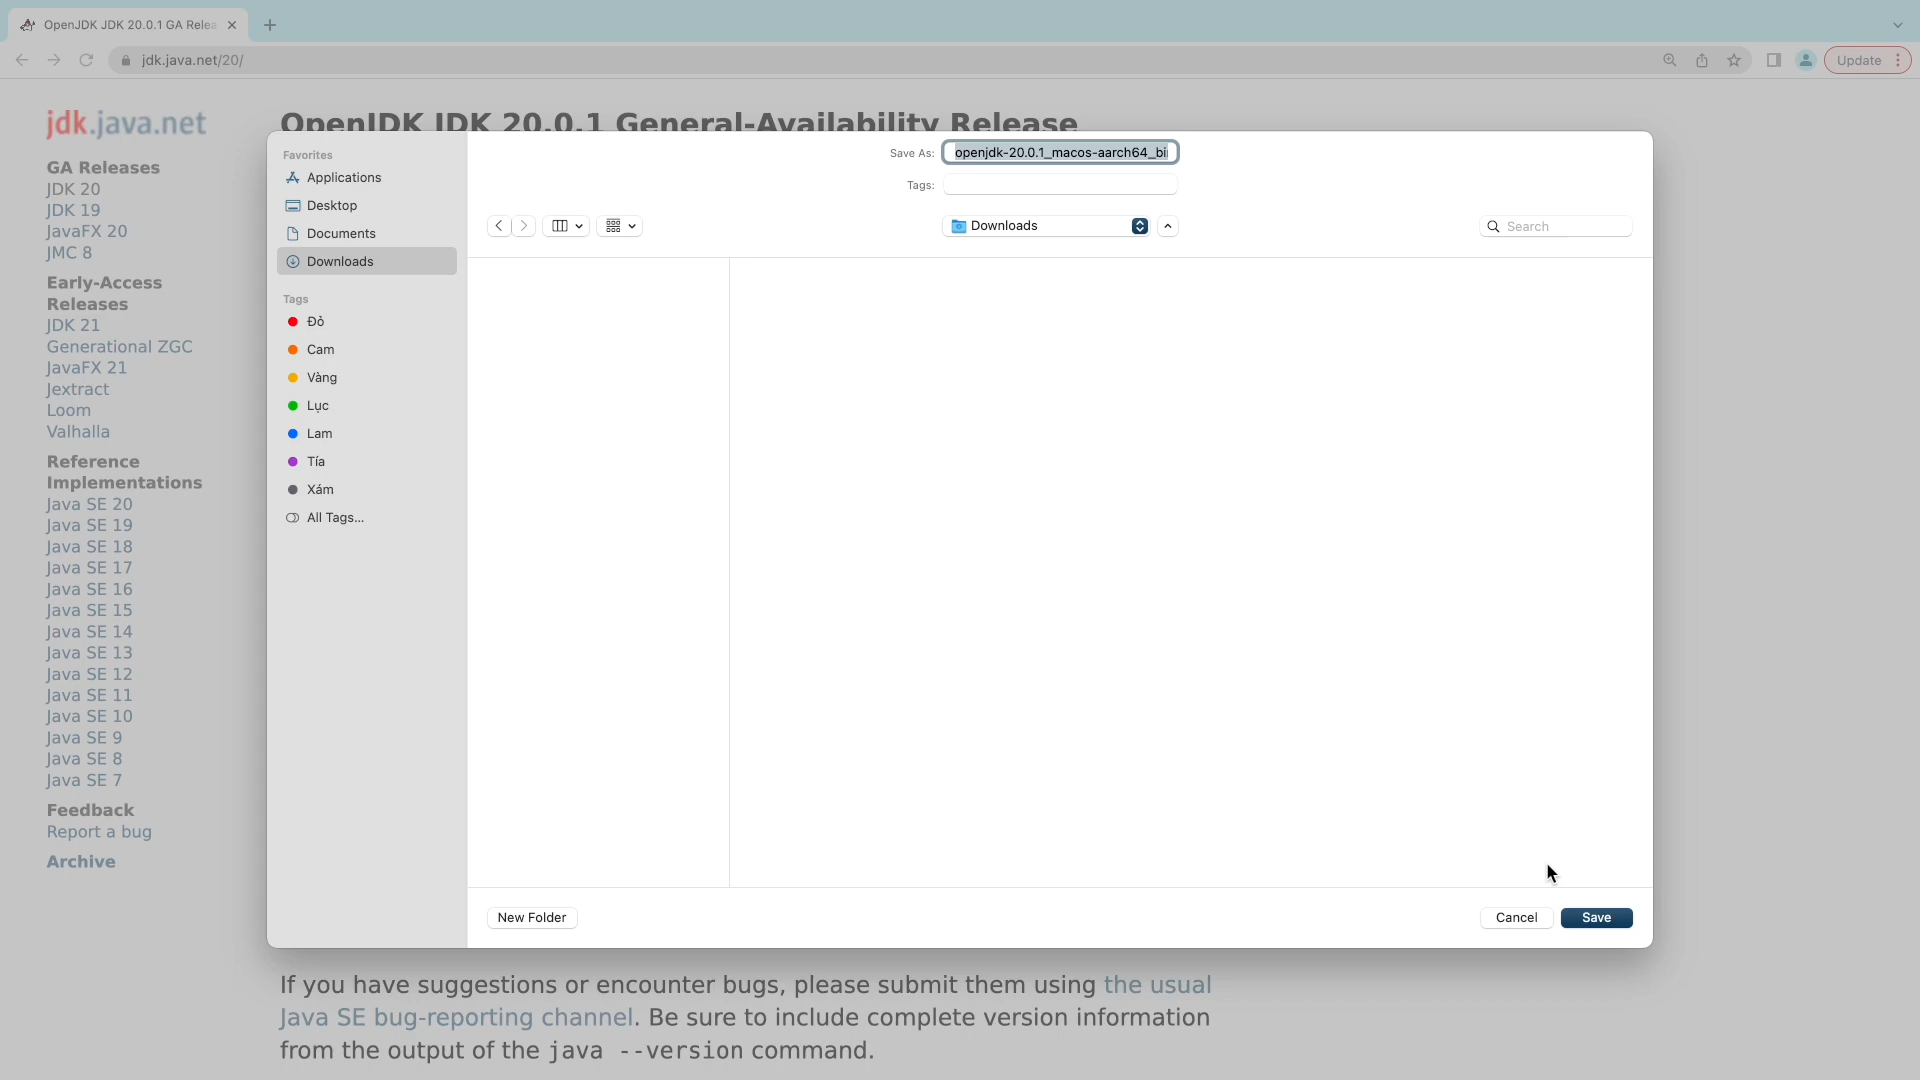 OpenJDK JDK 20.0.1 GA Relea
jdk.java.net/20/
Update
jdk.java.net
GA Releases
JDK 20
JDK 19
JavaFX 20
JMC 8
Early-Access
Releases
JDK 21
Generational ZGC
JavaFX 21
Jextract
Loom
Valhalla
Reference
Implementations
Java SE 20
Java SE 19
Java SE 18
Java SE 17
Java SE 16
Java SE 15
Java SE 14
Java SE 13
Java SE 12
Java SE 11
Java SE 10
Java SE 9
Java SE 8
Java SE 7
Feedback
Report a bug
Archive
OpenJDK JDK 20.0.1 General-Availability Release
Favorites
Applications
Desktop
Documents
Downloads
Tags
Đỏ
Cam
Vàng
Lục
Lam
Tía
Xám
All Tags...
Save As: openjdk-20.0.1_macos-aarch64_bi
Tags:
Downloads
Search
New Folder
Cancel
Save
If you have suggestions or encounter bugs, please submit them using the usual
Java SE bug-reporting channel. Be sure to include complete version information
from the output of the java --version command.